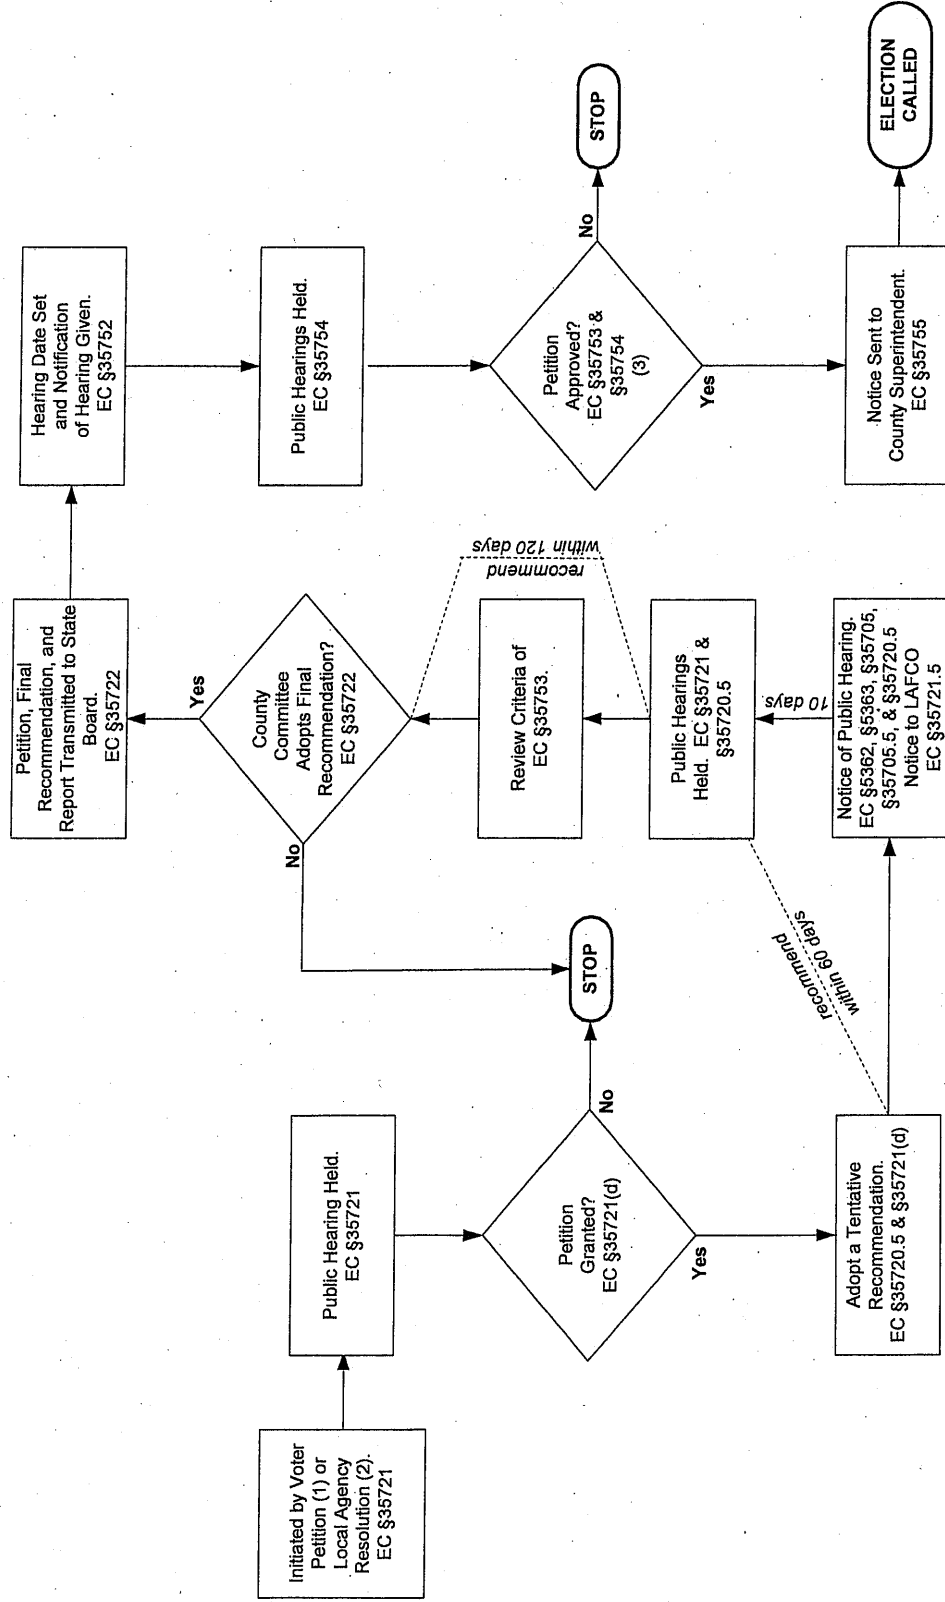 Initiated by Voter
Petition (1) or
Local Agency
Resolution (2).
EC §35721
Public Hearing Held.
EC §35721
Petition
Granted?
EC §35721(d)
No
STOP
Yes
Adopt a Tentative
Recommendation.
EC §35720.5 & §35721(d)
recommend
within 60 days
Notice of Public Hearing.
EC §5362, §5363, §35705,
§35705.5, & §35720.5
Notice to LAFCO
EC §35721.5
10 days
Public Hearings
Held. EC §35721 &
§35720.5
recommend
within 120 days
Review Criteria of
EC §35753.
County
Committee
Adopts Final
Recommendation?
EC §35722
No
Yes
Petition, Final
Recommendation, and
Report Transmitted to State
Board.
EC §35722
Hearing Date Set
and Notification
of Hearing Given.
EC §35752
Public Hearings Held.
EC §35754
Petition
Approved?
EC §35753 &
§35754
(3)
No
STOP
Yes
Notice Sent to
County Superintendent.
EC §35755
ELECTION
CALLED